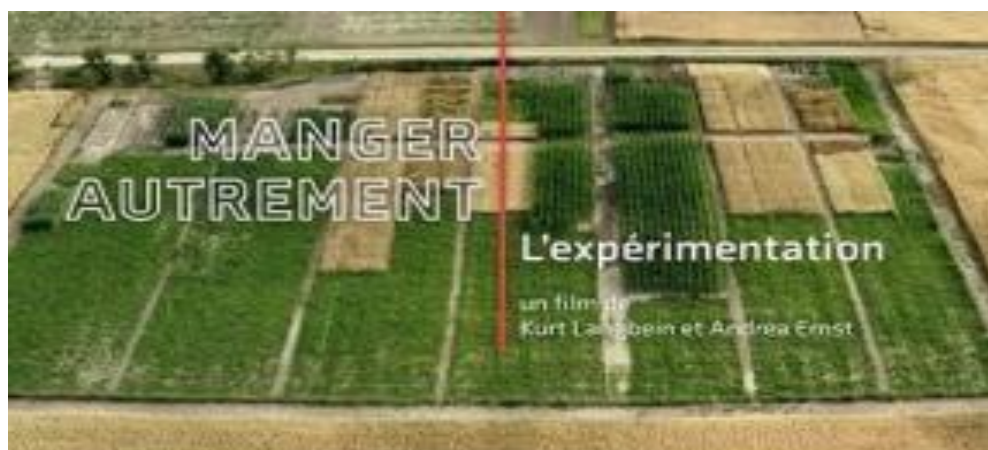 MANGER
AUTREMENT
L'expérimentation
un film de
Kurt Langbein et Andrea Ernst